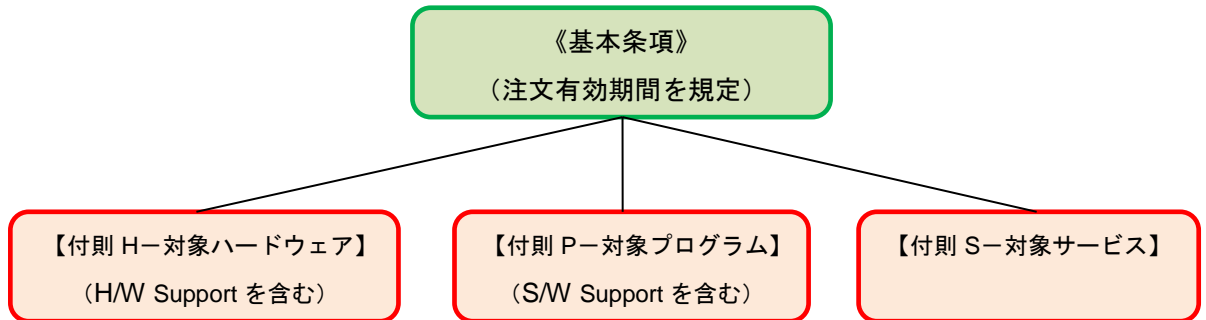 《基本条項》
（注文有効期間を規定）
【付則 H－対象ハードウェア】
（H/W Support を含む）
【付則 P－対象プログラム】
（S/W Support を含む）
【付則 S－対象サービス】